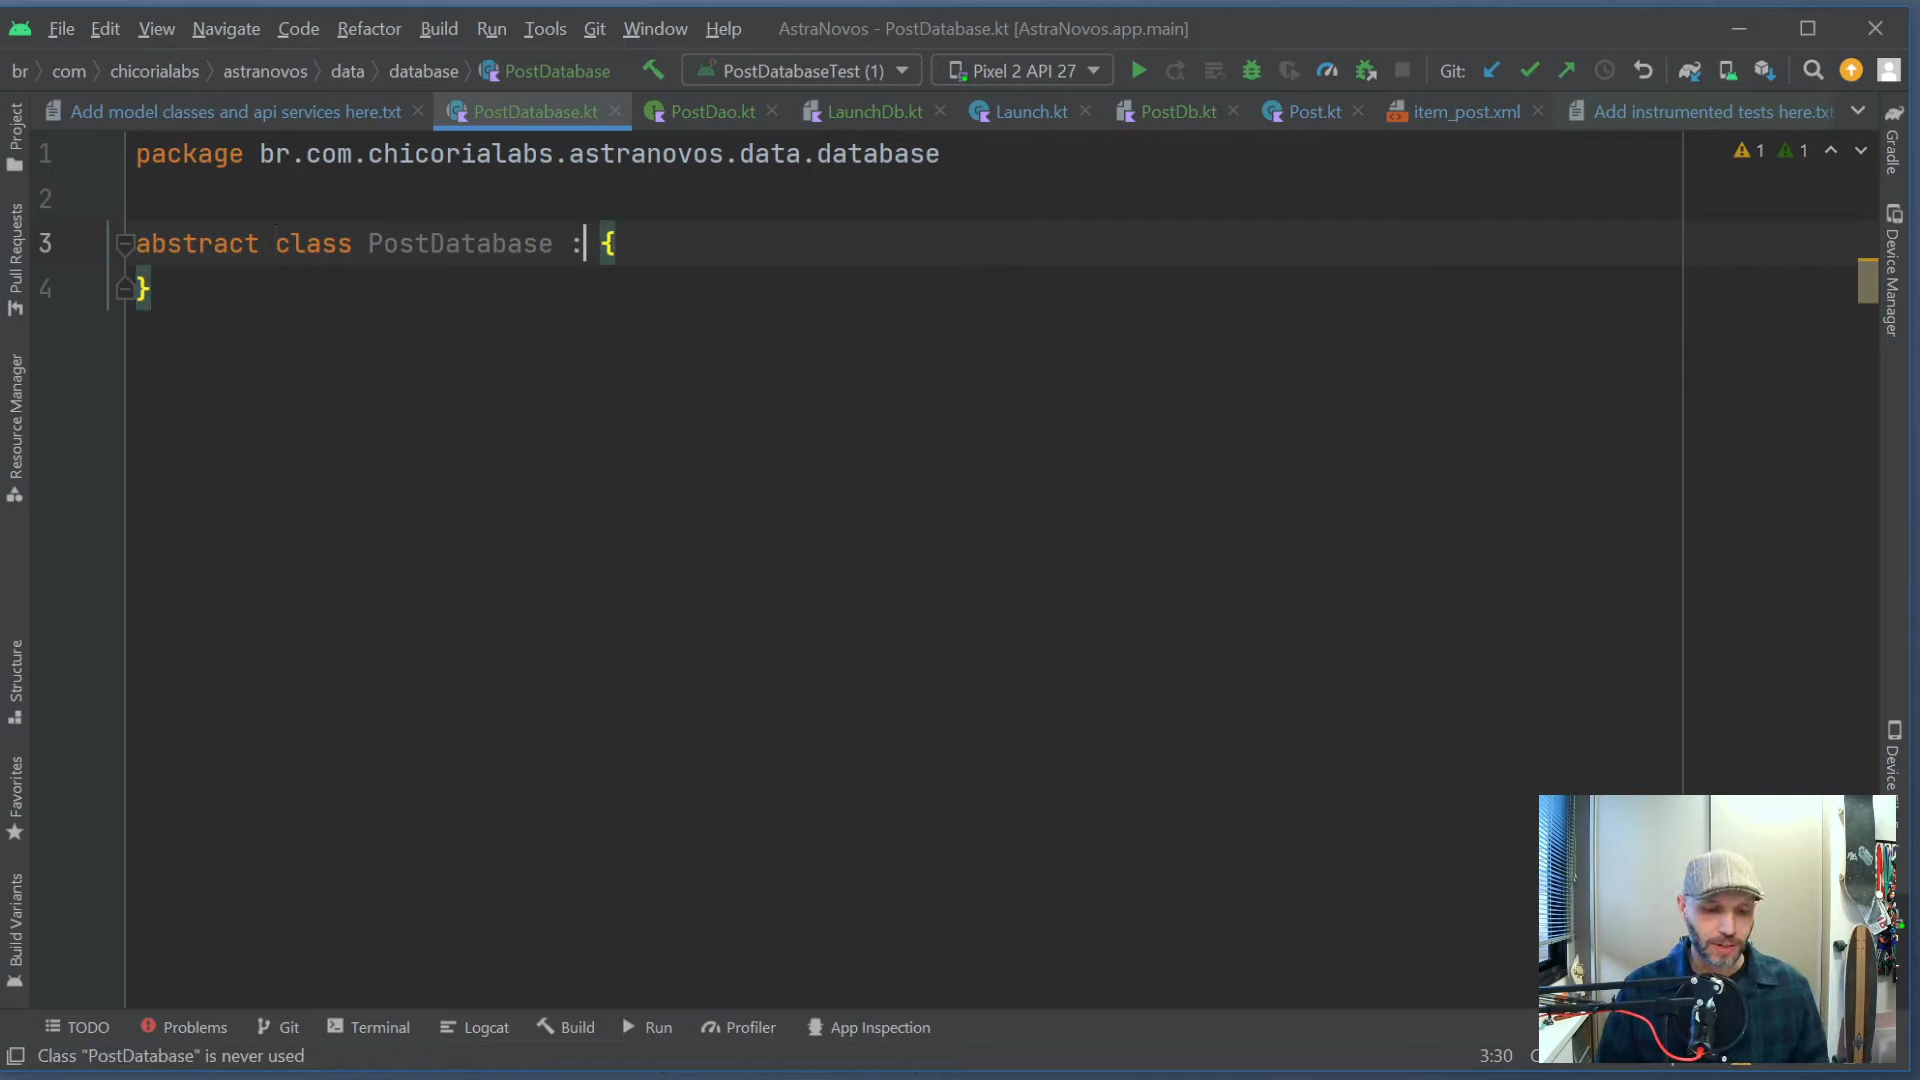 File Edit View Navigate Code Refactor Build Run Tools Git Window Help AstraNovos - PostDatabase.kt [AstraNovos.app.main]
br com chicorialabs astranovos data database PostDatabase PostDatabaseTest (1) Pixel 2 API 27 Git:
Add model classes and api services here.txt PostDatabase.kt PostDao.kt LaunchDb.kt Launch.kt PostDb.kt Post.kt item_post.xml Add instrumented tests here.txt
1 package br.com.chicorialabs.astranovos.data.database
1 1
2
3 abstract class PostDatabase : {
4 }
Project
Pull Requests
Resource Manager
Structure
Favorites
Build Variants
Gradle
Device Manager
Device
TODO Problems Git Terminal Logcat Build Run Profiler App Inspection
Class "PostDatabase" is never used 3:30